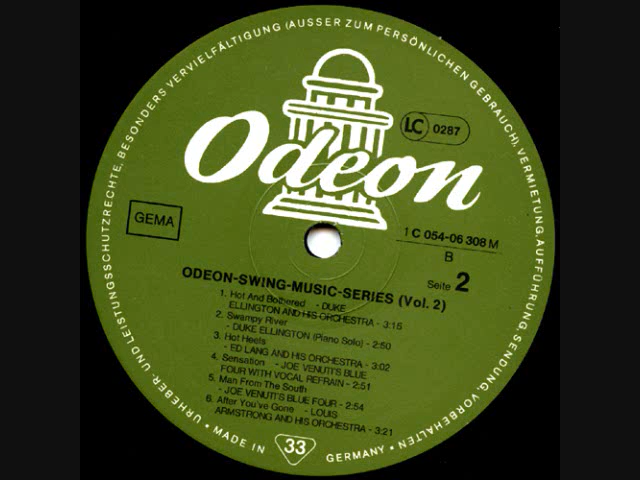 URHEBER- UND LEISTUNGSSCHUTZRECHTE, BESONDERS VERVIELFÄLTIGUNG (AUSSER ZUM PERSÖNLICHEN GEBRAUCH), VERMIETUNG, AUFFÜHRUNG, SENDUNG, VORBEHALTEN
Odeon
LC 0287
GEMA
1 C 054-06 308 M
B
Seite 2
ODEON-SWING-MUSIC-SERIES (Vol. 2)
1. Hot And Bothered - DUKE
ELLINGTON AND HIS ORCHESTRA - 3:16
2. Swampy River
- DUKE ELLINGTON (Piano Solo) - 2:50
3. Hot Heels
- ED LANG AND HIS ORCHESTRA - 3:02
4. Sensation - JOE VENUTI'S BLUE
FOUR WITH VOCAL REFRAIN - 2:51
5. Man From The South
- JOE VENUTI'S BLUE FOUR - 2:54
6. After You've Gone - LOUIS
ARMSTRONG AND HIS ORCHESTRA - 3:21
• MADE IN 33 GERMANY •